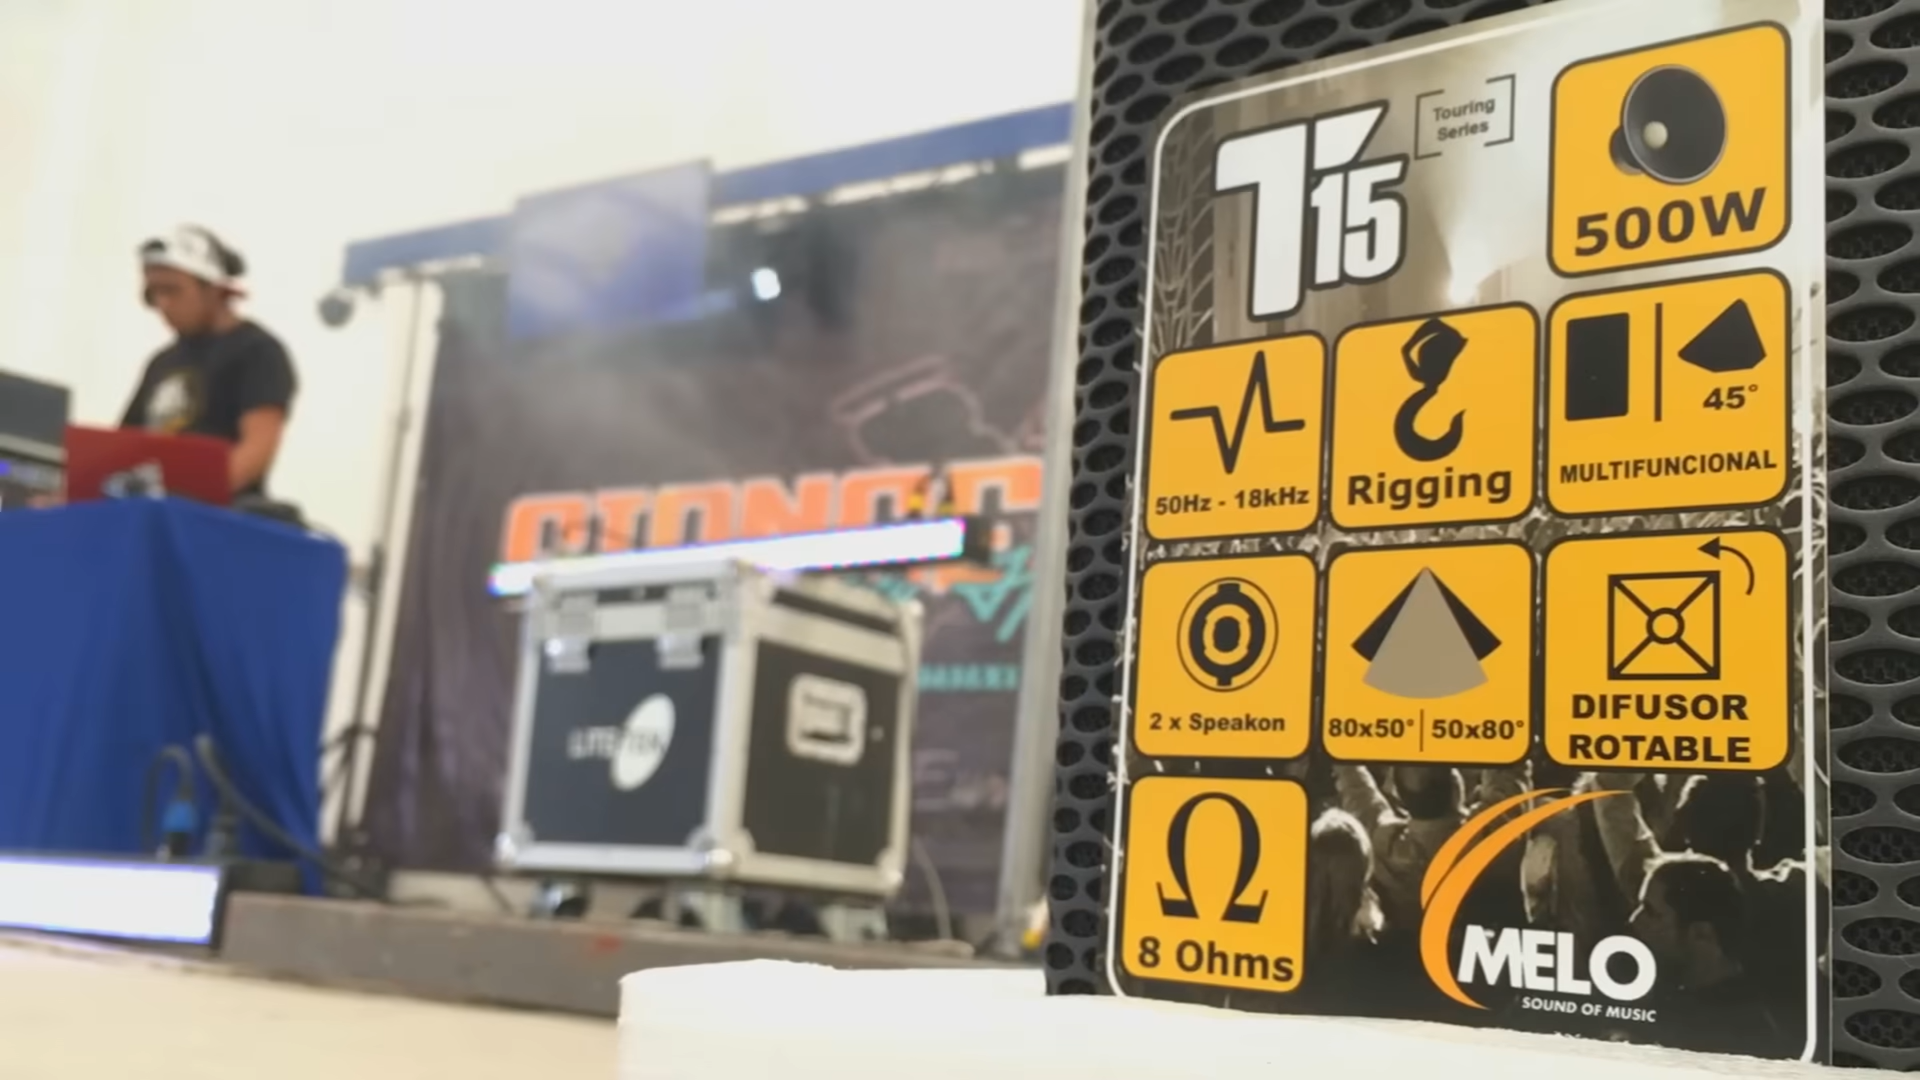 T15
Touring
Series
500W
50Hz - 18kHz
Rigging
45°
MULTIFUNCIONAL
2 x Speakon
80x50° | 50x80°
DIFUSOR
ROTABLE
8 Ohms
MELO
SOUND OF MUSIC